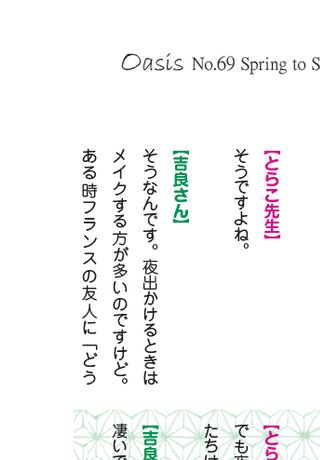 Oasis No.69 Spring to S
【とらこ先生】
そうですよね。
【吉良さん】
そうなんです。夜出かけるときは
メイクする方が多いのですけど。
ある時フランスの友人に「どう
【とら
でも
たち
【吉
凄いで